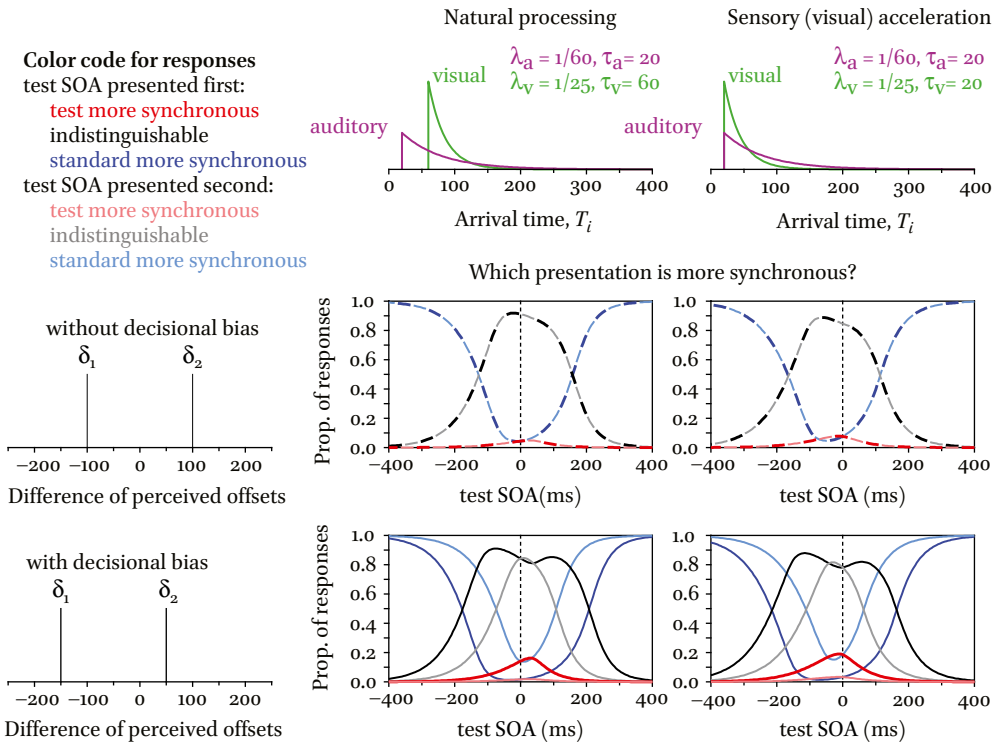 Natural processing
Sensory (visual) acceleration
Color code for responses
test SOA presented first:
test more synchronous
indistinguishable
standard more synchronous
test SOA presented second:
test more synchronous
indistinguishable
standard more synchronous
λa = 1/60, τa= 20
λv = 1/25, τv= 60
visual
auditory
0 100 200 300 400
Arrival time, Ti
λa = 1/60, τa= 20
λv = 1/25, τv= 20
visual
auditory
0 100 200 300 400
Arrival time, Ti
Which presentation is more synchronous?
without decisional bias
δ1 δ2
−200 −100 0 100 200
Difference of perceived offsets
Prop. of responses
1.0
0.8
0.6
0.4
0.2
0.0
−400 −200 0 200 400
test SOA(ms)
1.0
0.8
0.6
0.4
0.2
0.0
−400 −200 0 200 400
test SOA (ms)
with decisional bias
δ1 δ2
−200 −100 0 100 200
Difference of perceived offsets
Prop. of responses
1.0
0.8
0.6
0.4
0.2
0.0
−400 −200 0 200 400
test SOA (ms)
1.0
0.8
0.6
0.4
0.2
0.0
−400 −200 0 200 400
test SOA (ms)